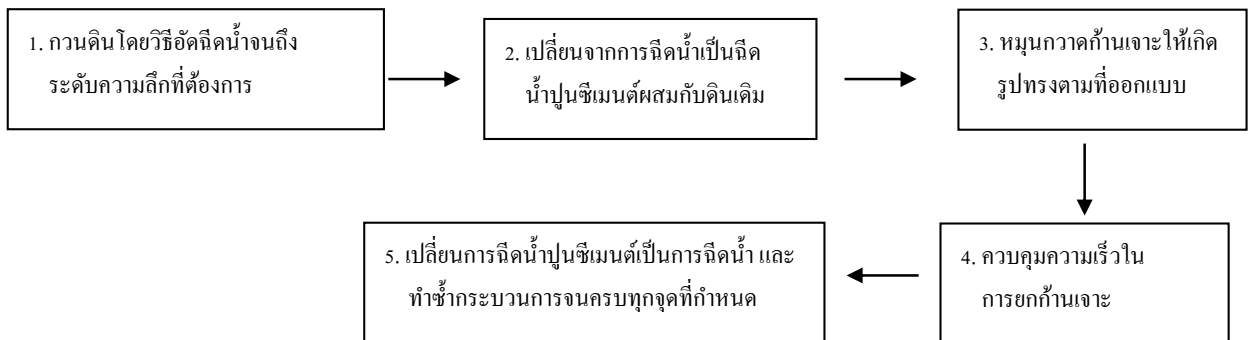 1. กวนดินโดยวิธีอัดฉีดน้ำจนถึง
ระดับความลึกที่ต้องการ
2. เปลี่ยนจากการฉีดน้ำเป็นฉีด
น้ำปูนซีเมนต์ผสมกับดินเดิม
3. หมุนกวาดก้านเจาะให้เกิด
รูปทรงตามที่ออกแบบ
4. ควบคุมความเร็วใน
การยกก้านเจาะ
5. เปลี่ยนการฉีดน้ำปูนซีเมนต์เป็นการฉีดน้ำ และ
ทำซ้ำกระบวนการจนครบทุกจุดที่กำหนด